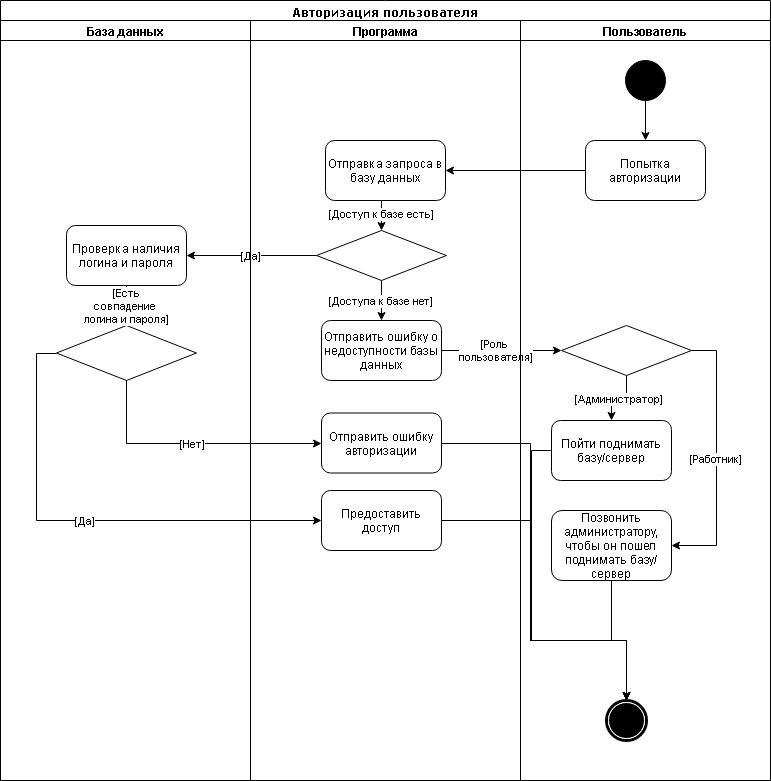 Авторизация пользователя
База данных
Программа
Пользователь
Попытка
авторизации
Отправка запроса в
базу данных
[Доступ к базе есть]
[Да]
Проверка наличия
логина и пароля
[Есть
совпадение
логина и пароля]
[Доступа к базе нет]
Отправить ошибку о
недоступности базы
данных
[Роль
пользователя]
[Администратор]
Пойти поднимать
базу/сервер
[Работник]
[Нет]
Отправить ошибку
авторизации
[Да]
Предоставить
доступ
Позвонить
администратору,
чтобы он пошел
поднимать базу/
сервер